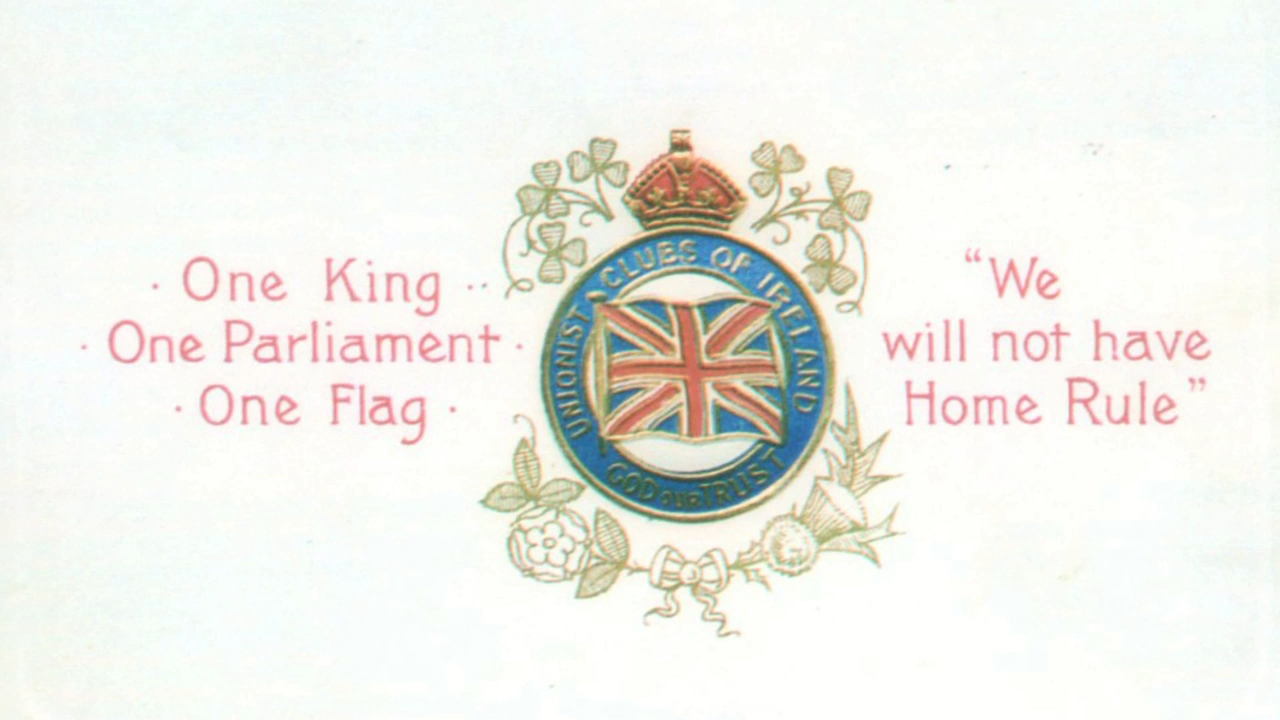 · One King ··
· One Parliament ·
· One Flag ·
UNIONIST CLUBS OF IRELAND
GOD OUR TRUST
“We
will not have
Home Rule”